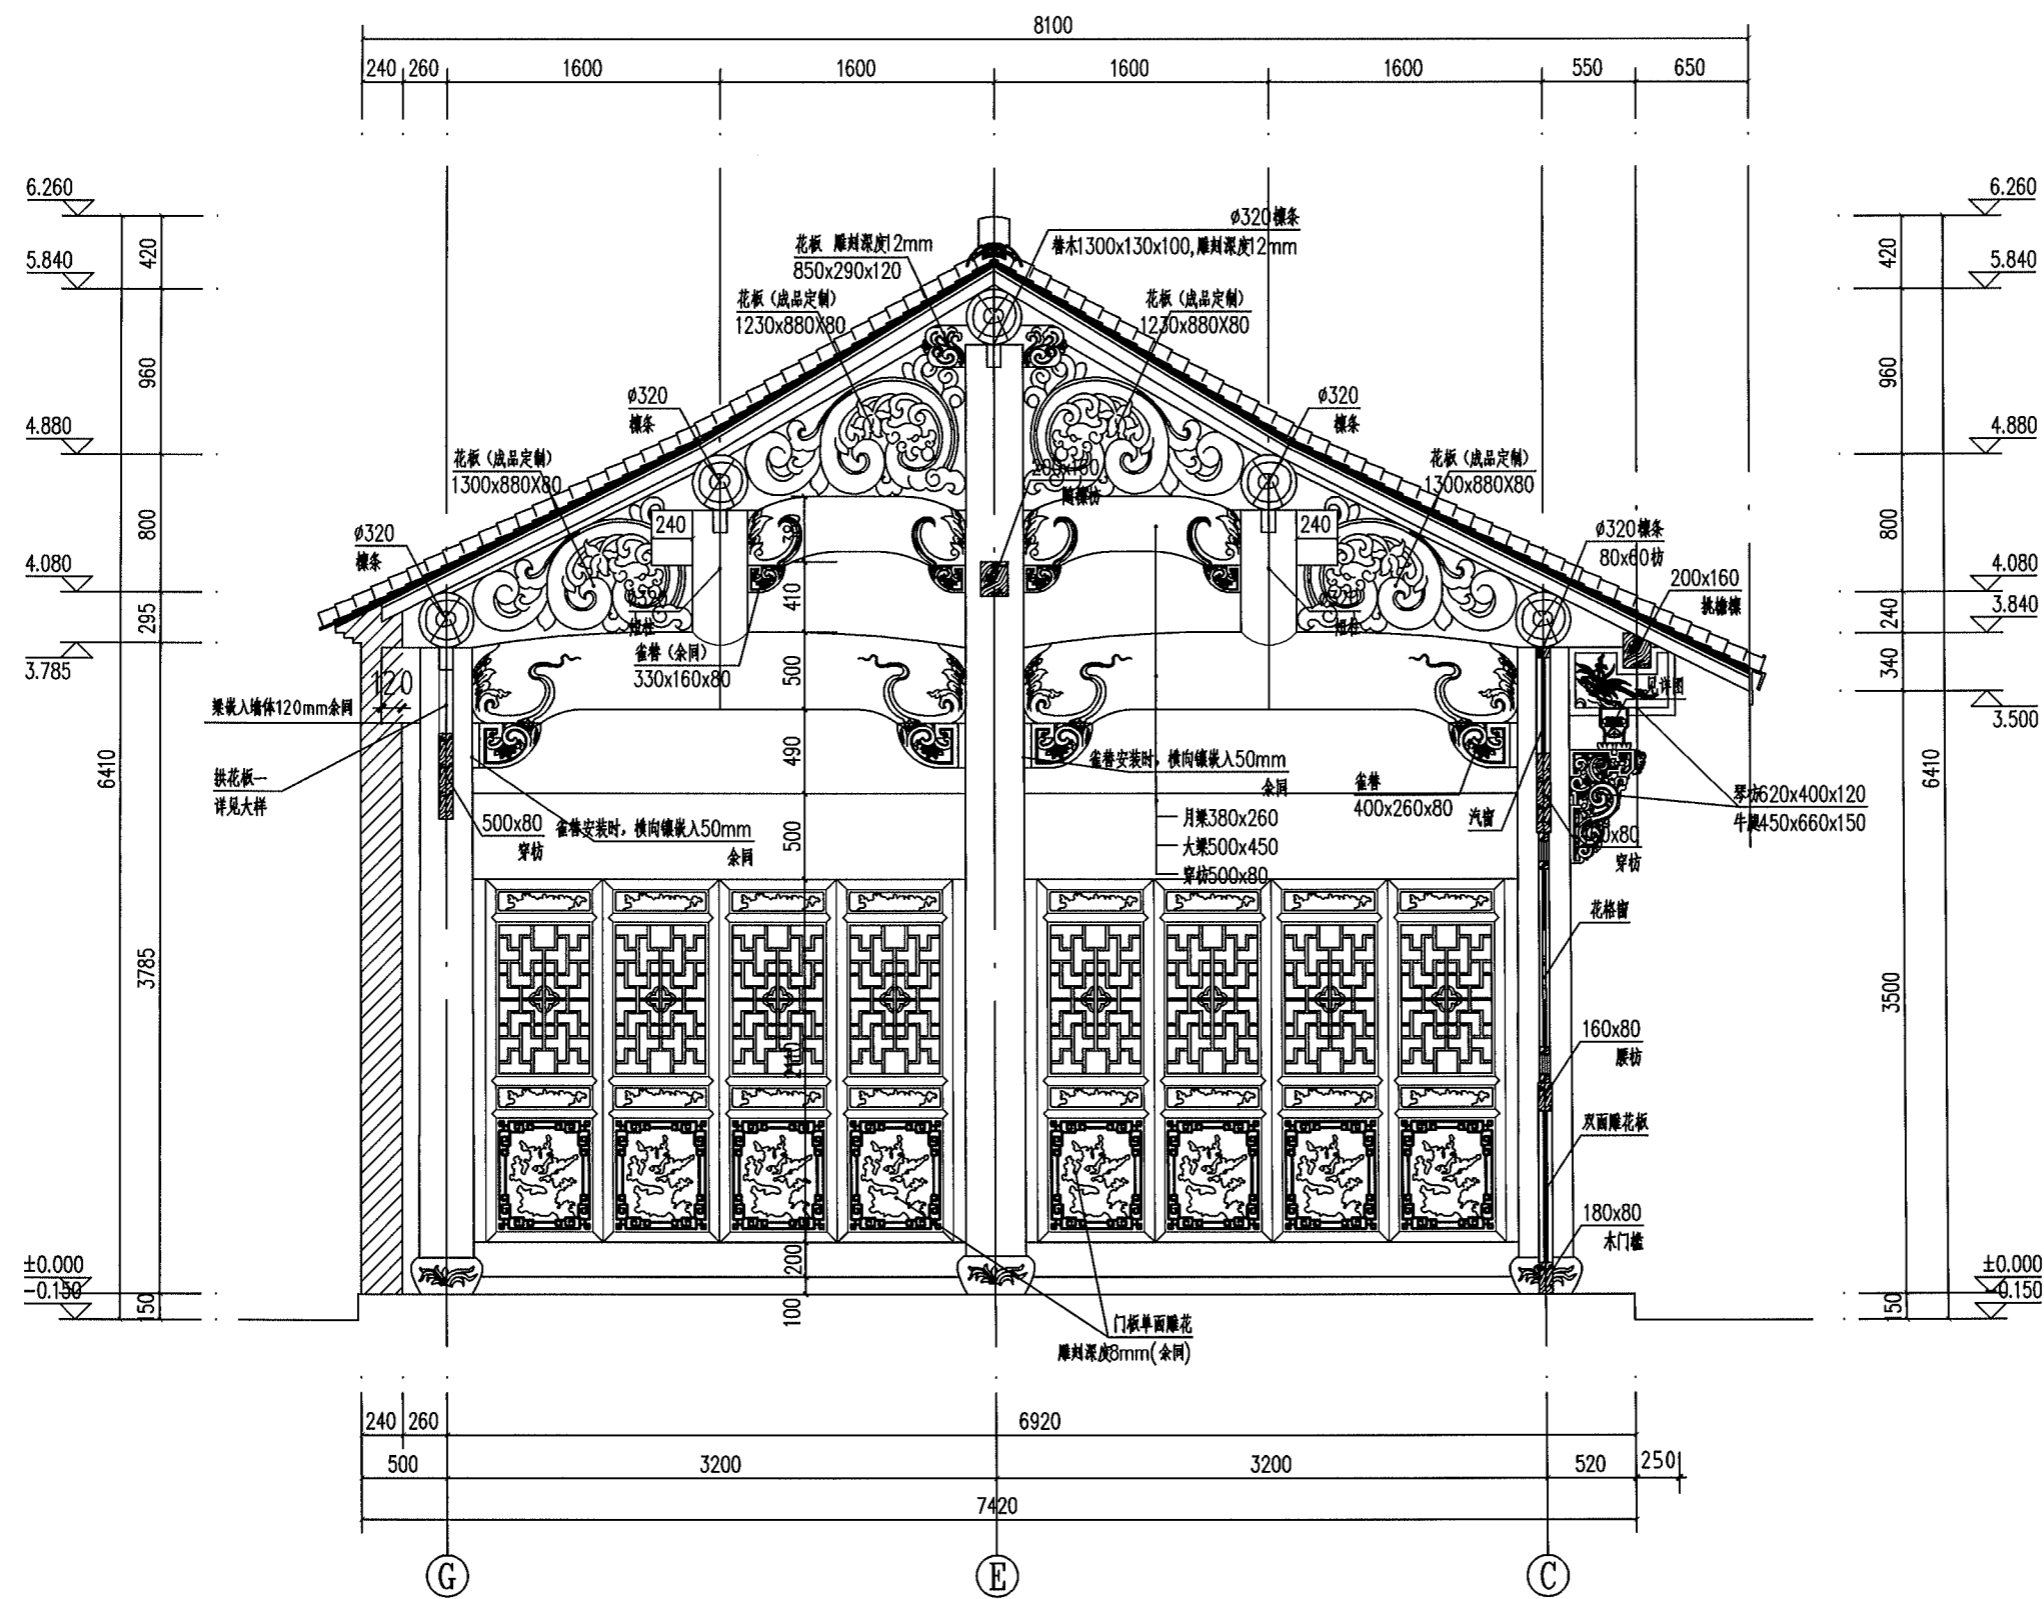 8100
240 260 1600 1600 1600 1600 550 650
6.260
6.260
ø320檩条
花板 雕刻深度12mm
替木1300x130x100,雕刻深度12mm
850x290x120
420
420
5.840
5.840
花板（成品定制）
1230x880X80
花板（成品定制）
1230x880X80
960
960
ø320
檩条
ø320
檩条
4.880
4.880
花板（成品定制）
1300x880X80
花板（成品定制）
1300x880X80
200x160
随檩枋
240
240
380
800
800
ø320
檩条
ø320檩条
80x60枋
4.080
4.080
200x160
挑檐檩
410
ø320
短柱
ø320
短柱
3.840
295
240
雀替（余同）
330x160x80
500
3.785
340
见详图
3.500
120
梁嵌入墙体120mm余同
6410
6410
490
雀替安装时，横向镶嵌入50mm
余同
拱花板一
详见大样
雀替
400x260x80
琴枋620x400x120
牛腿450x660x150
500x80
穿枋
雀替安装时，横向镶嵌入50mm
余同
500
月梁380x260
大梁500x450
穿枋500x80
汽窗
0x80
穿枋
花格窗
3785
3500
2110
160x80
腰枋
双面雕花板
180x80
木门槛
200
±0.000
±0.000
-0.150
-0.150
150
150
100
门板单面雕花
雕刻深度8mm(余同)
240 260 6920
500 3200 3200 520 250
7420
G E C